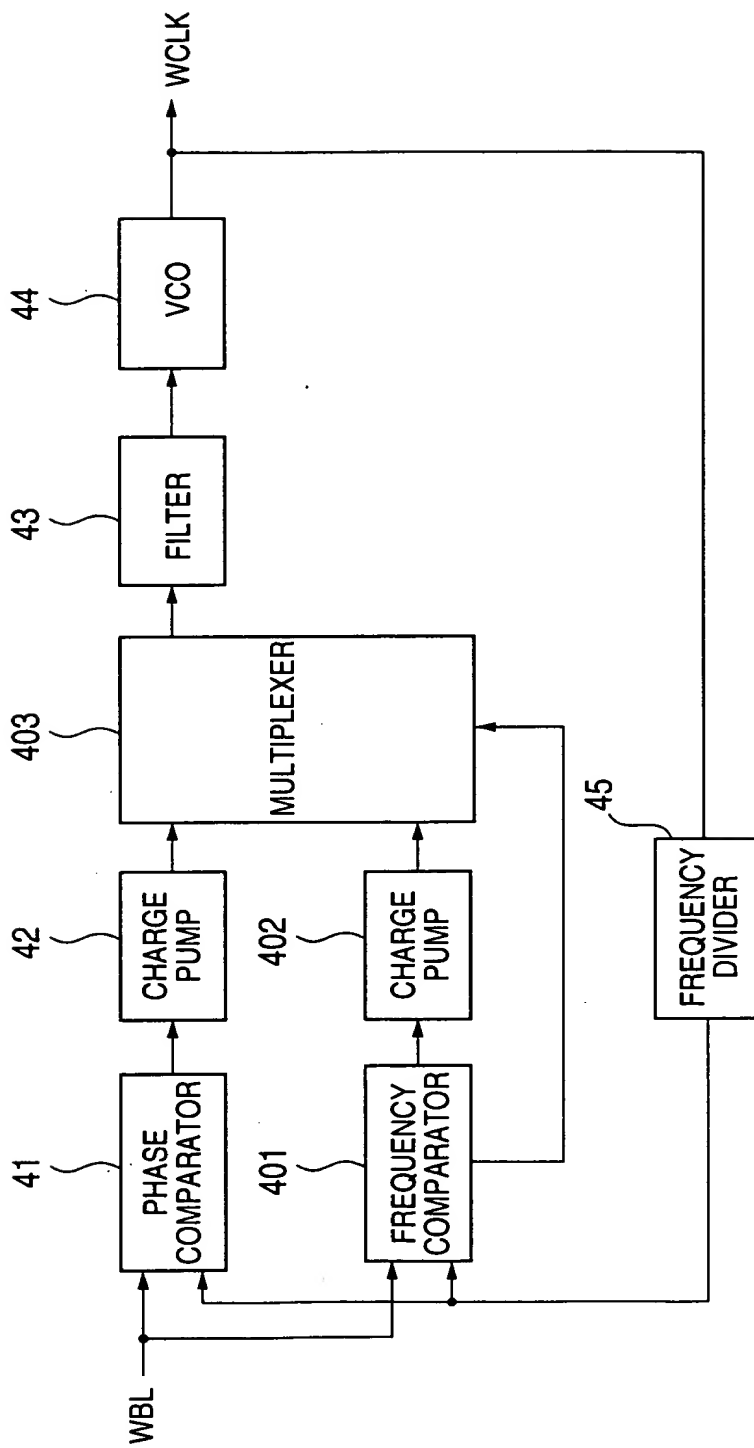 WBL
41
PHASE
COMPARATOR
42
CHARGE
PUMP
401
FREQUENCY
COMPARATOR
402
CHARGE
PUMP
403
MULTIPLEXER
43
FILTER
44
VCO
WCLK
45
FREQUENCY
DIVIDER